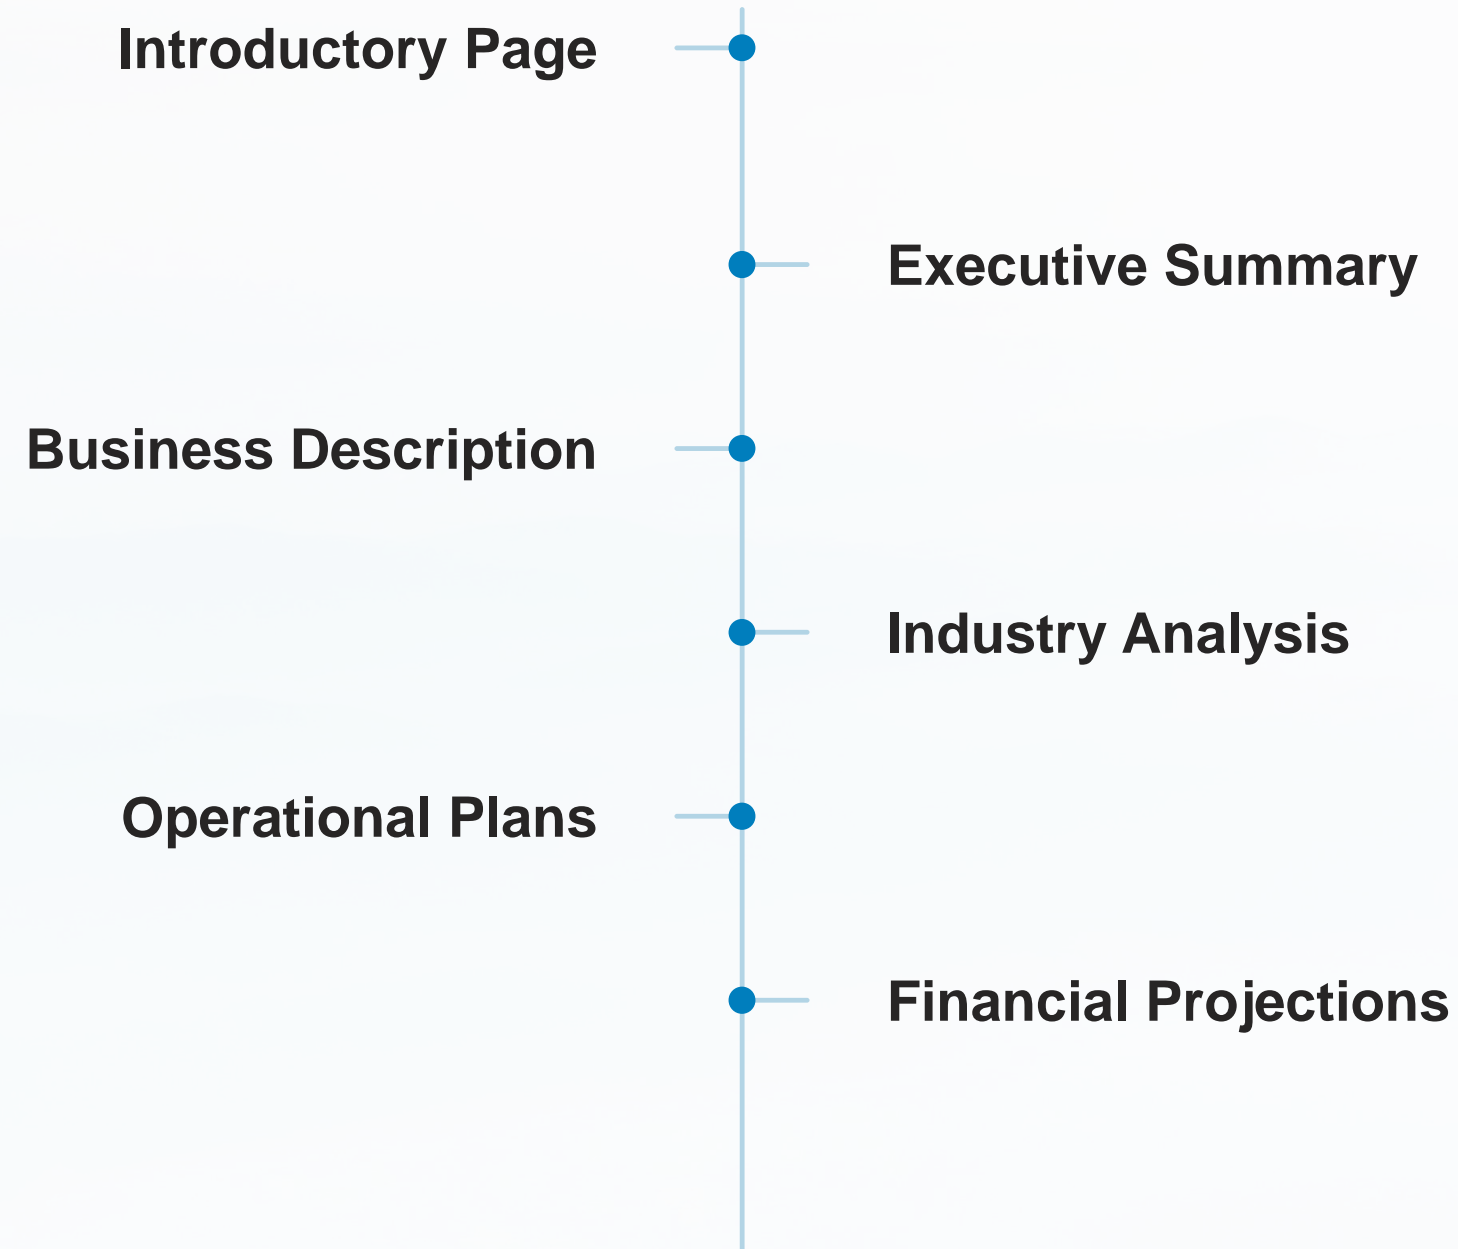 Introductory Page
Executive Summary
Business Description
Industry Analysis
Operational Plans
Financial Projections